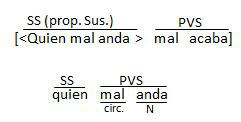 SS (prop. Sus.) PVS
[<Quien mal anda > mal acaba]
SS PVS
quien mal anda
circ. N